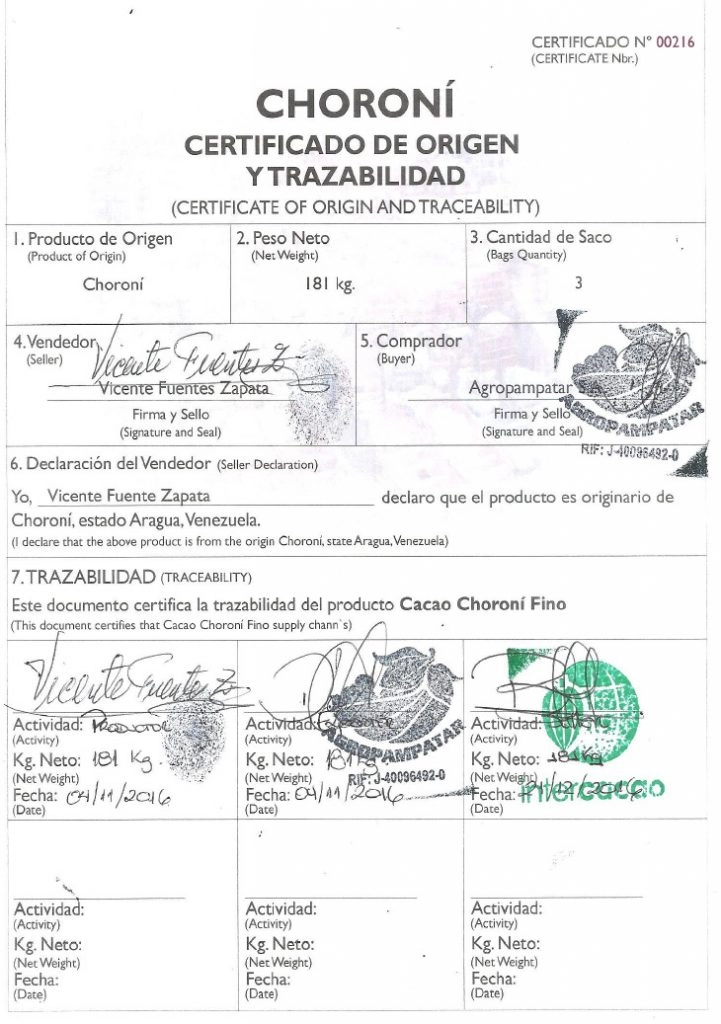 CERTIFICADO N° 00216
(CERTIFICATE Nbr.)
CHORONÍ
CERTIFICADO DE ORIGEN
Y TRAZABILIDAD
(CERTIFICATE OF ORIGIN AND TRACEABILITY)
1. Producto de Origen
(Product of Origin)
Choroní
2. Peso Neto
(Net Weight)
181 kg.
3. Cantidad de Saco
(Bags Quantity)
3
4. Vendedor
(Seller)
Vicente Fuentes Z
Vicente Fuentes Zapata
Firma y Sello
(Signature and Seal)
5. Comprador
(Buyer)
Agropampatar S.A.
Firma y Sello
(Signature and Seal)
AGROPAMPATAR
RIF: J-40096492-0
6. Declaración del Vendedor (Seller Declaration)
Yo, Vicente Fuente Zapata declaro que el producto es originario de
Choroní, estado Aragua, Venezuela.
(I declare that the above product is from the origin Choroní, state Aragua, Venezuela)
7. TRAZABILIDAD (TRACEABILITY)
Este documento certifica la trazabilidad del producto Cacao Choroní Fino
(This document certifies that Cacao Choroní Fino supply chann`s)
Vicente Fuentes Z
Actividad: Productor
(Activity)
Kg. Neto: 181 Kg.
(Net Weight)
Fecha: 04/11/2016
(Date)
Actividad:
(Activity)
AGROPAMPATAR
Kg. Neto: 181 Kg
(Net Weight)
RIF: J-40096492-0
Fecha: 04/11/2016
(Date)
Actividad:
(Activity)
Kg. Neto: 181 Kg
(Net Weight)
intercacao
Fecha: /12/2016
(Date)
Actividad:
(Activity)
Kg. Neto:
(Net Weight)
Fecha:
(Date)
Actividad:
(Activity)
Kg. Neto:
(Net Weight)
Fecha:
(Date)
Actividad:
(Activity)
Kg. Neto:
(Net Weight)
Fecha:
(Date)